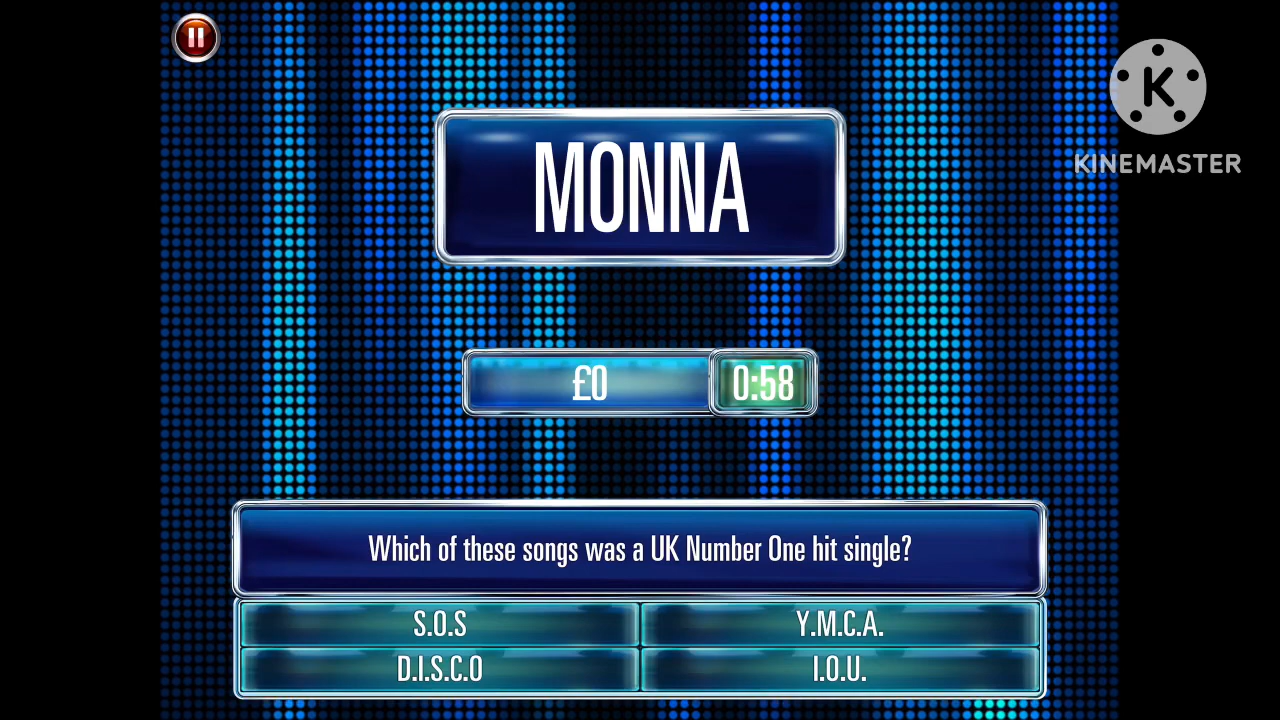 K
KINEMASTER
MONNA
£0
0:58
Which of these songs was a UK Number One hit single?
S.O.S
Y.M.C.A.
D.I.S.C.O
I.O.U.